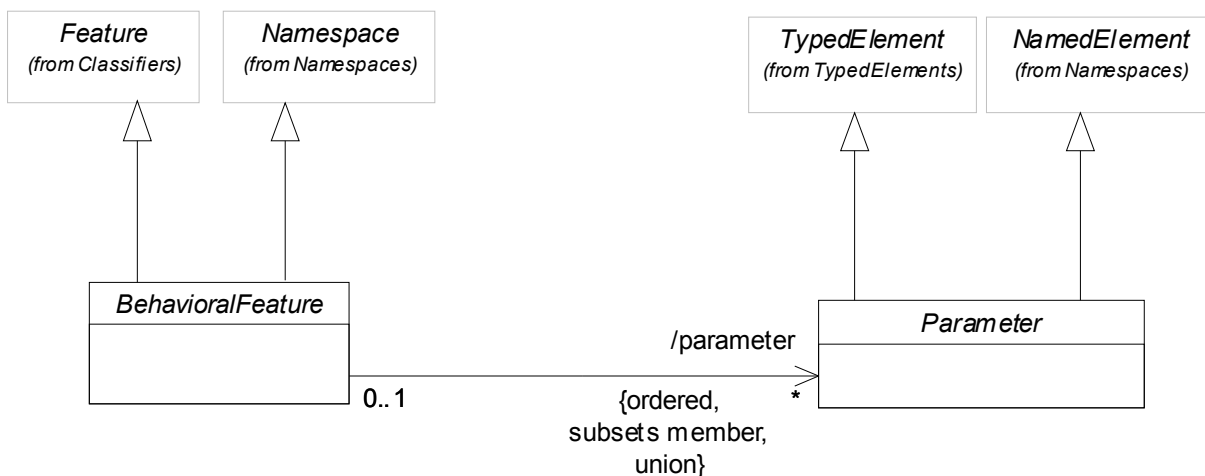 Feature
(from Classifiers)
Namespace
(from Namespaces)
TypedElement
(from TypedElements)
NamedElement
(from Namespaces)
BehavioralFeature
Parameter
/parameter
0..1
*
{ordered,
subsets member,
union}